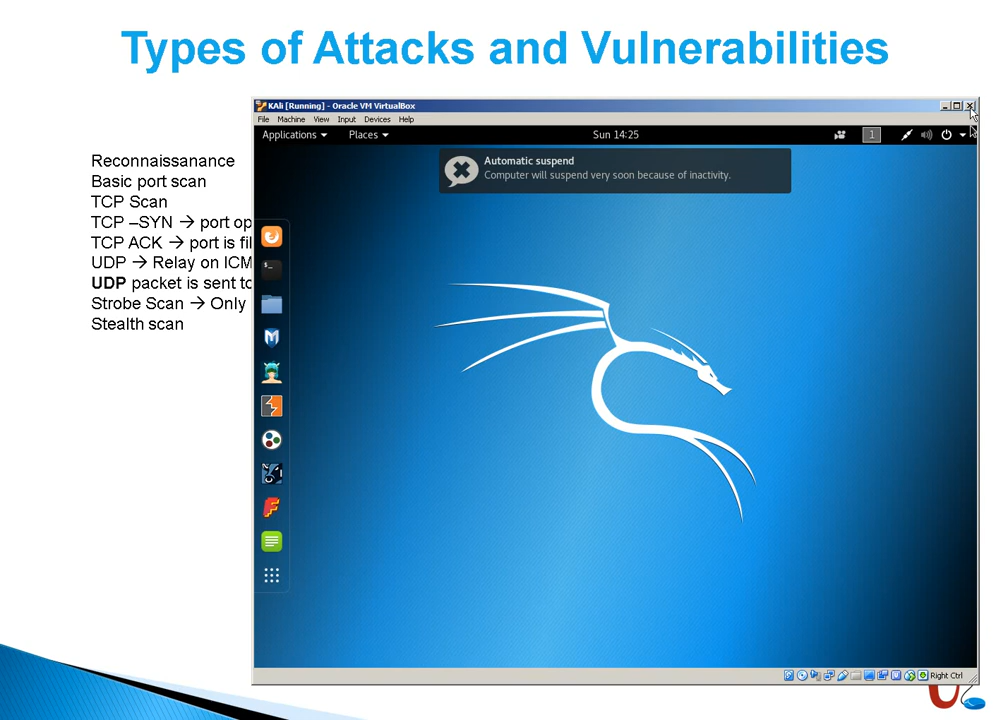 Types of Attacks and Vulnerabilities
KAli [Running] - Oracle VM VirtualBox
File Machine View Input Devices Help
Applications Places Sun 14:25 1
Automatic suspend
Computer will suspend very soon because of inactivity.
Reconnaissanance
Basic port scan
TCP Scan
TCP –SYN → port op
TCP ACK → port is fil
UDP → Relay on ICM
UDP packet is sent to
Strobe Scan → Only
Stealth scan
Right Ctrl